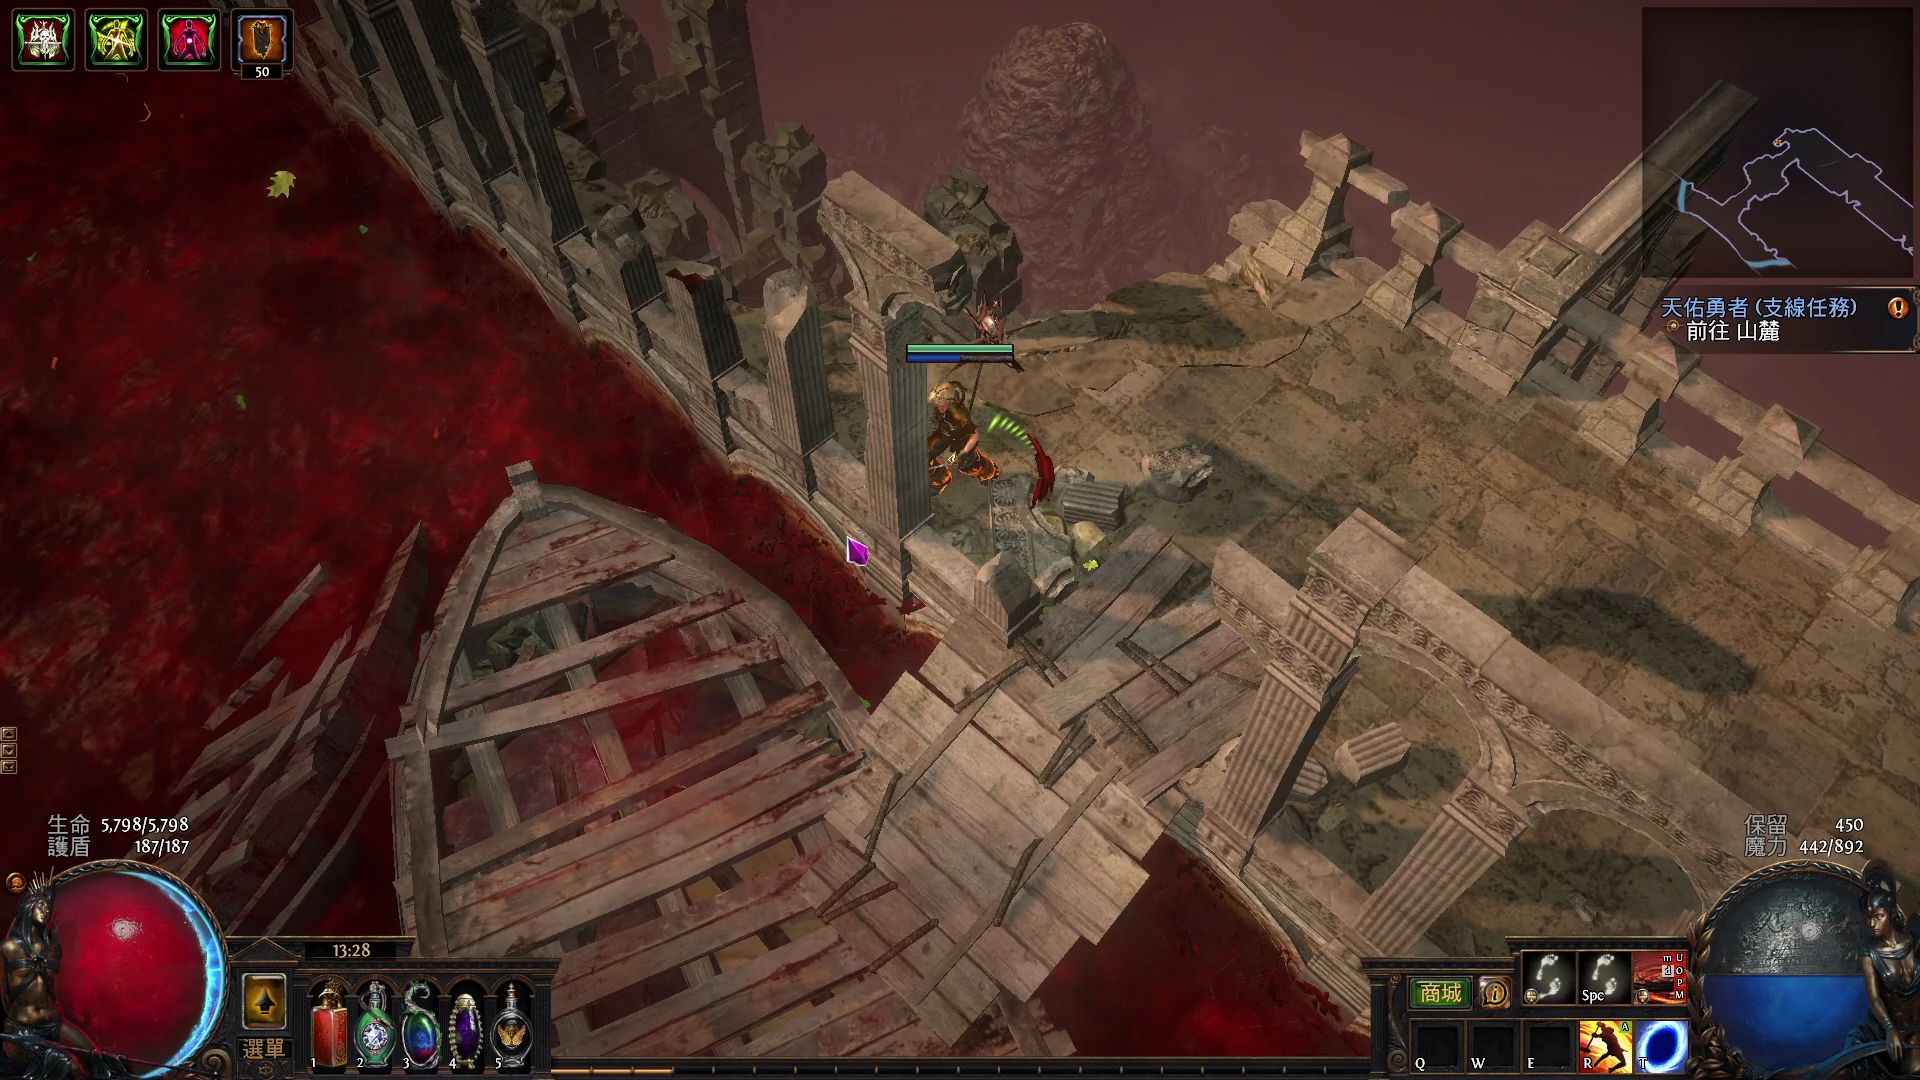 50
天佑勇者 (支線任務)
前往 山麓
生命 5,798/5,798
護盾 187/187
保留 450
魔力 442/892
13:28
選單
1
2
3
4
5
商城
Spc
m U
d O
P
M
Q
W
E
R
A
T